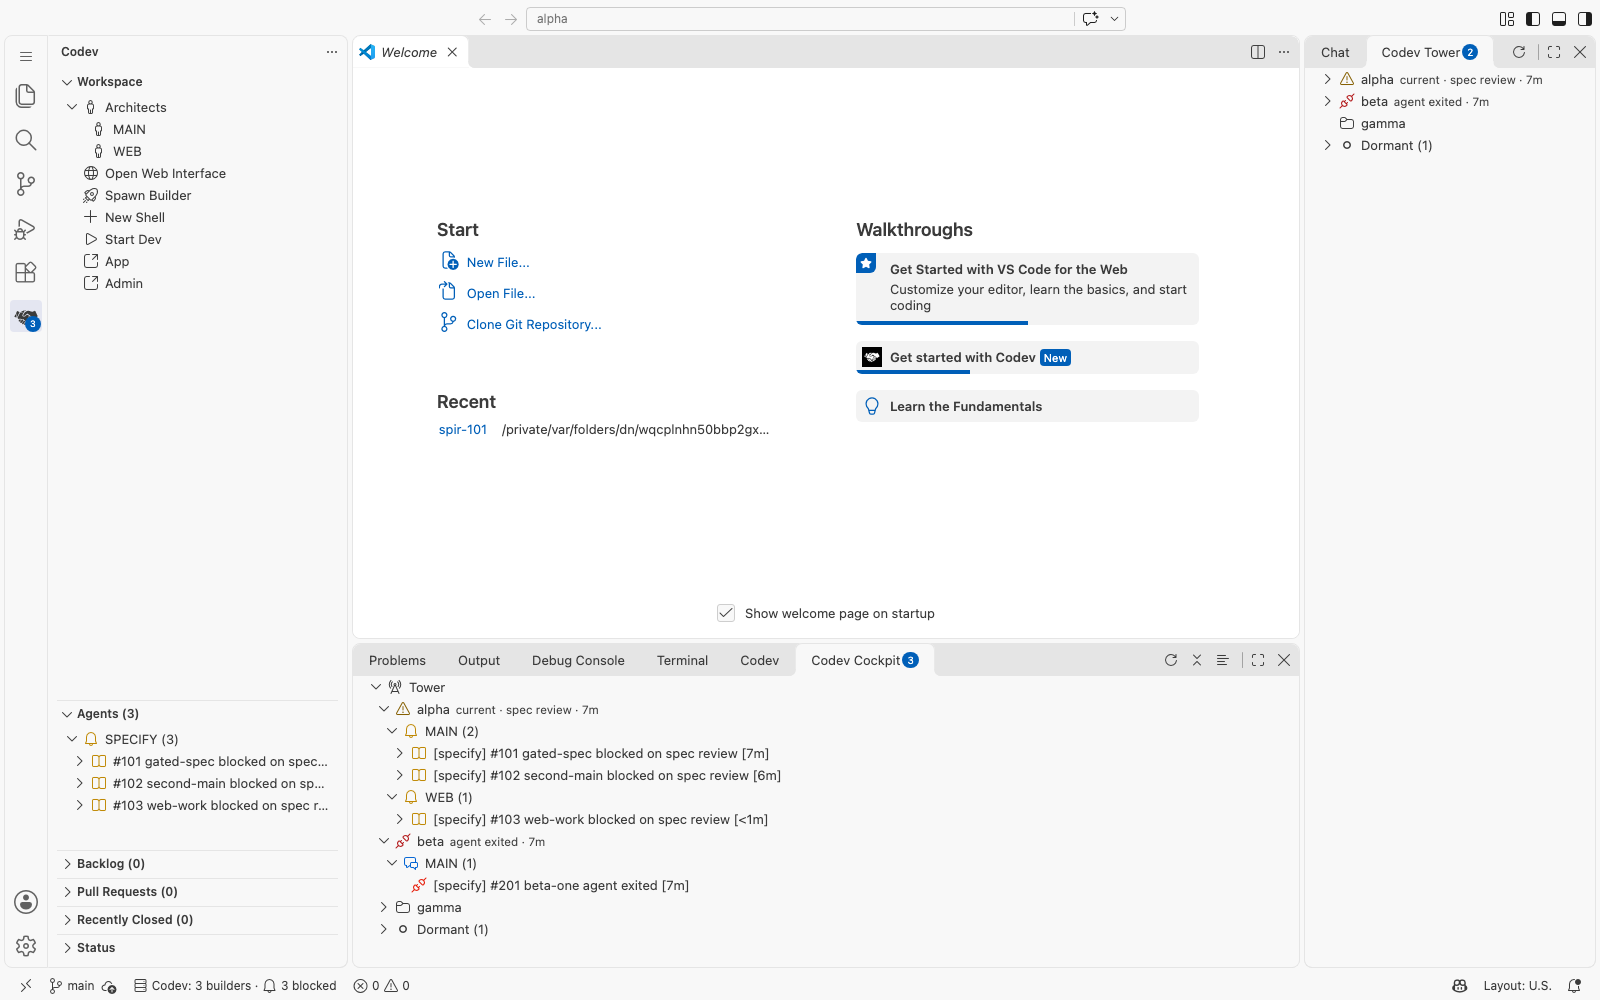 alpha
Codev
Workspace
Architects
MAIN
WEB
Open Web Interface
Spawn Builder
New Shell
Start Dev
App
Admin
Agents (3)
SPECIFY (3)
#101 gated-spec blocked on spec...
#102 second-main blocked on sp...
#103 web-work blocked on spec r...
Backlog (0)
Pull Requests (0)
Recently Closed (0)
Status
3
Welcome
Start
New File...
Open File...
Clone Git Repository...
Recent
spir-101 /private/var/folders/dn/wqcplnhn50bbp2gx...
Walkthroughs
Get Started with VS Code for the Web
Customize your editor, learn the basics, and start
coding
Get started with Codev New
Learn the Fundamentals
Show welcome page on startup
Problems Output Debug Console Terminal Codev Codev Cockpit 3
Tower
alpha current · spec review · 7m
MAIN (2)
[specify] #101 gated-spec blocked on spec review [7m]
[specify] #102 second-main blocked on spec review [6m]
WEB (1)
[specify] #103 web-work blocked on spec review [<1m]
beta agent exited · 7m
MAIN (1)
[specify] #201 beta-one agent exited [7m]
gamma
Dormant (1)
Chat Codev Tower 2
alpha current · spec review · 7m
beta agent exited · 7m
gamma
Dormant (1)
main Codev: 3 builders · 3 blocked 0 0 Layout: U.S.